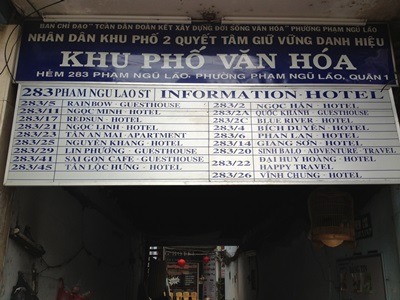 BAN CHỈ ĐẠO "TOÀN DÂN ĐOÀN KẾT XÂY DỰNG ĐỜI SỐNG VĂN HÓA" PHƯỜNG PHẠM NGŨ LÃO
NHÂN DÂN KHU PHỐ 2 QUYẾT TÂM GIỮ VỮNG DANH HIỆU
KHU PHỐ VĂN HÓA
HẺM 283 PHẠM NGŨ LÃO, PHƯỜNG PHẠM NGŨ LÃO, QUẬN 1
283 PHAM NGU LAO ST INFORMATION - HOTEL
283/5 RAINBOW - GUESTHOUSE
283/11 NGOC MINH - HOTEL
283/17 REDSUN - HOTEL
283/21 NGOC LINH - HOTEL
283/23 TÂN AN MAI APARTMENT
283/25 NGUYÊN KHANG - HOTEL
283/29 LIN PHƯƠNG - GUESTHOUSE
283/41 SAI GON CAFE - GUESTHOUSE
283/45 TÂN LỘC HƯNG - HOTEL
283/2 NGỌC HÂN - HOTEL
283/2A QUỐC KHÁNH - GUESTHOUSE
283/2C BLUE RIVER - HOTEL
283/4 BÍCH DUYÊN - HOTEL
283/6 PHAN LAN - HOTEL
283/14 GIANG SƠN - HOTEL
283/20 SINH BALO - ADVENTURE - TRAVEL
283/22 ĐẠI HUY HOÀNG - HOTEL
HAPPY TRAVEL
283/26 VĨNH CHUNG - HOTEL